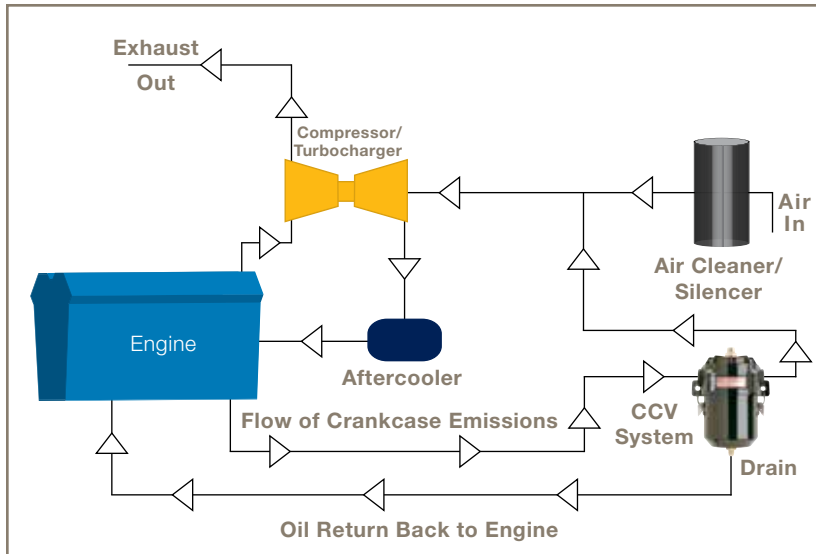 Exhaust
Out
Compressor/
Turbocharger
Air
In
Air Cleaner/
Silencer
Engine
Aftercooler
Flow of Crankcase Emissions
CCV
System
Drain
Oil Return Back to Engine